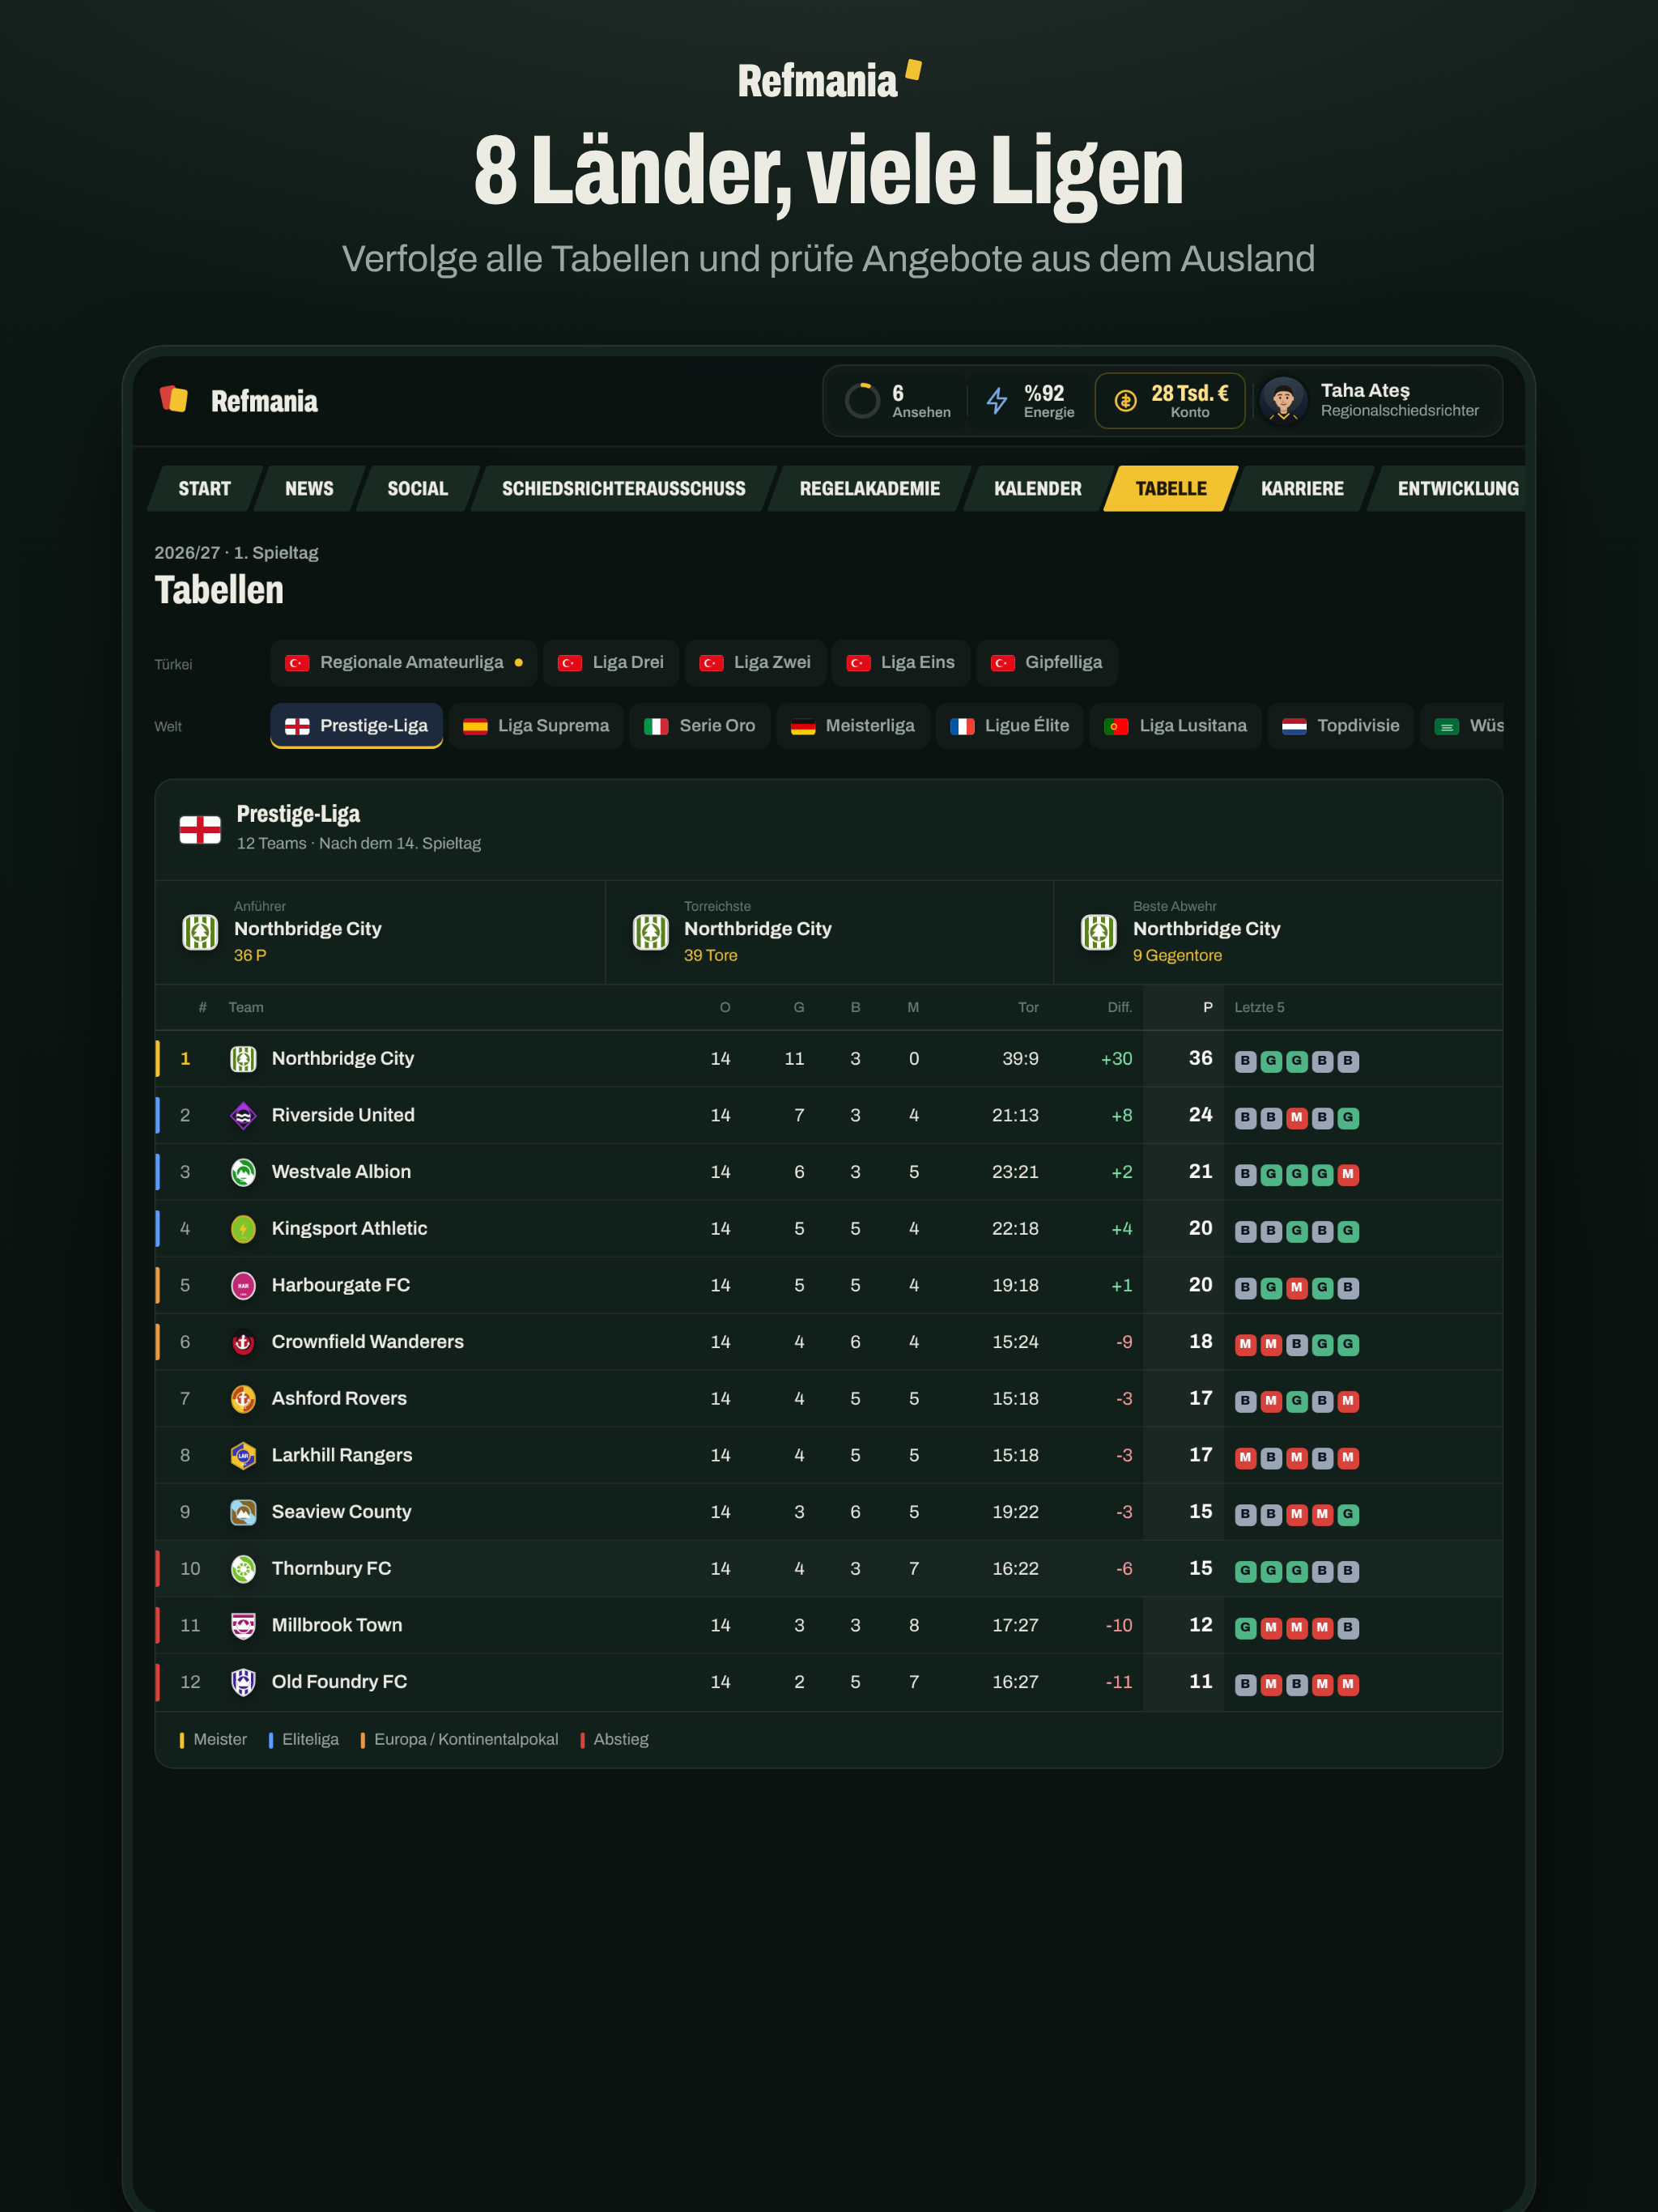 Refmania
8 Länder, viele Ligen
Verfolge alle Tabellen und prüfe Angebote aus dem Ausland
Refmania
6 Ansehen
%92 Energie
28 Tsd. € Konto
Taha Ateş
Regionalschiedsrichter
START NEWS SOCIAL SCHIEDSRICHTERAUSSCHUSS REGELAKADEMIE KALENDER TABELLE KARRIERE ENTWICKLUNG
2026/27 · 1. Spieltag
Tabellen
Türkei Regionale Amateurliga Liga Drei Liga Zwei Liga Eins Gipfelliga
Welt Prestige-Liga Liga Suprema Serie Oro Meisterliga Ligue Élite Liga Lusitana Topdivisie Wüs
Prestige-Liga
12 Teams · Nach dem 14. Spieltag
Anführer
Northbridge City
36 P
Torreichste
Northbridge City
39 Tore
Beste Abwehr
Northbridge City
9 Gegentore
# Team O G B M Tor Diff. P Letzte 5
1 Northbridge City 14 11 3 0 39:9 +30 36 B G G B B
2 Riverside United 14 7 3 4 21:13 +8 24 B B M B G
3 Westvale Albion 14 6 3 5 23:21 +2 21 B G G G M
4 Kingsport Athletic 14 5 5 4 22:18 +4 20 B B G B G
5 Harbourgate FC 14 5 5 4 19:18 +1 20 B G M G B
6 Crownfield Wanderers 14 4 6 4 15:24 -9 18 M M B G G
7 Ashford Rovers 14 4 5 5 15:18 -3 17 B M G B M
8 Larkhill Rangers 14 4 5 5 15:18 -3 17 M B M B M
9 Seaview County 14 3 6 5 19:22 -3 15 B B M M G
10 Thornbury FC 14 4 3 7 16:22 -6 15 G G G B B
11 Millbrook Town 14 3 3 8 17:27 -10 12 G M M M B
12 Old Foundry FC 14 2 5 7 16:27 -11 11 B M B M M
Meister Eliteliga Europa / Kontinentalpokal Abstieg